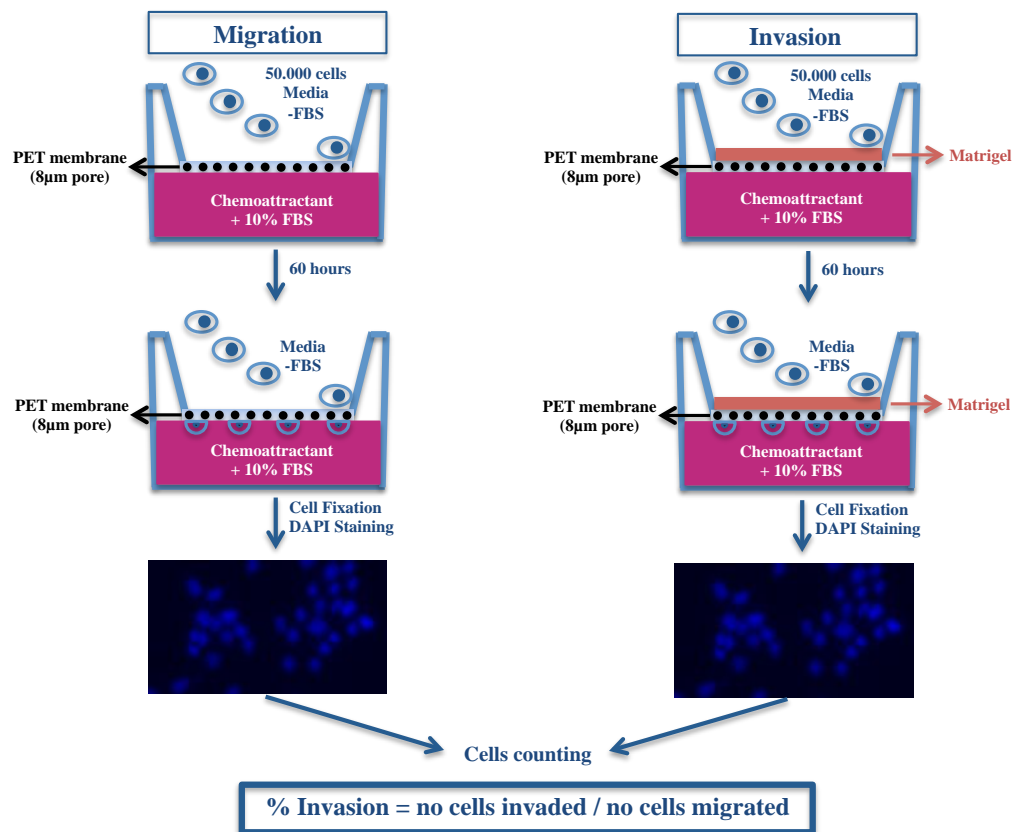 Migration
50.000 cells
Media
-FBS
PET membrane
(8µm pore)
Chemoattractant
+ 10% FBS
60 hours
Media
-FBS
PET membrane
(8µm pore)
Chemoattractant
+ 10% FBS
Cell Fixation
DAPI Staining
Invasion
50.000 cells
Media
-FBS
PET membrane
(8µm pore)
Matrigel
Chemoattractant
+ 10% FBS
60 hours
Media
-FBS
PET membrane
(8µm pore)
Matrigel
Chemoattractant
+ 10% FBS
Cell Fixation
DAPI Staining
Cells counting
% Invasion = no cells invaded / no cells migrated